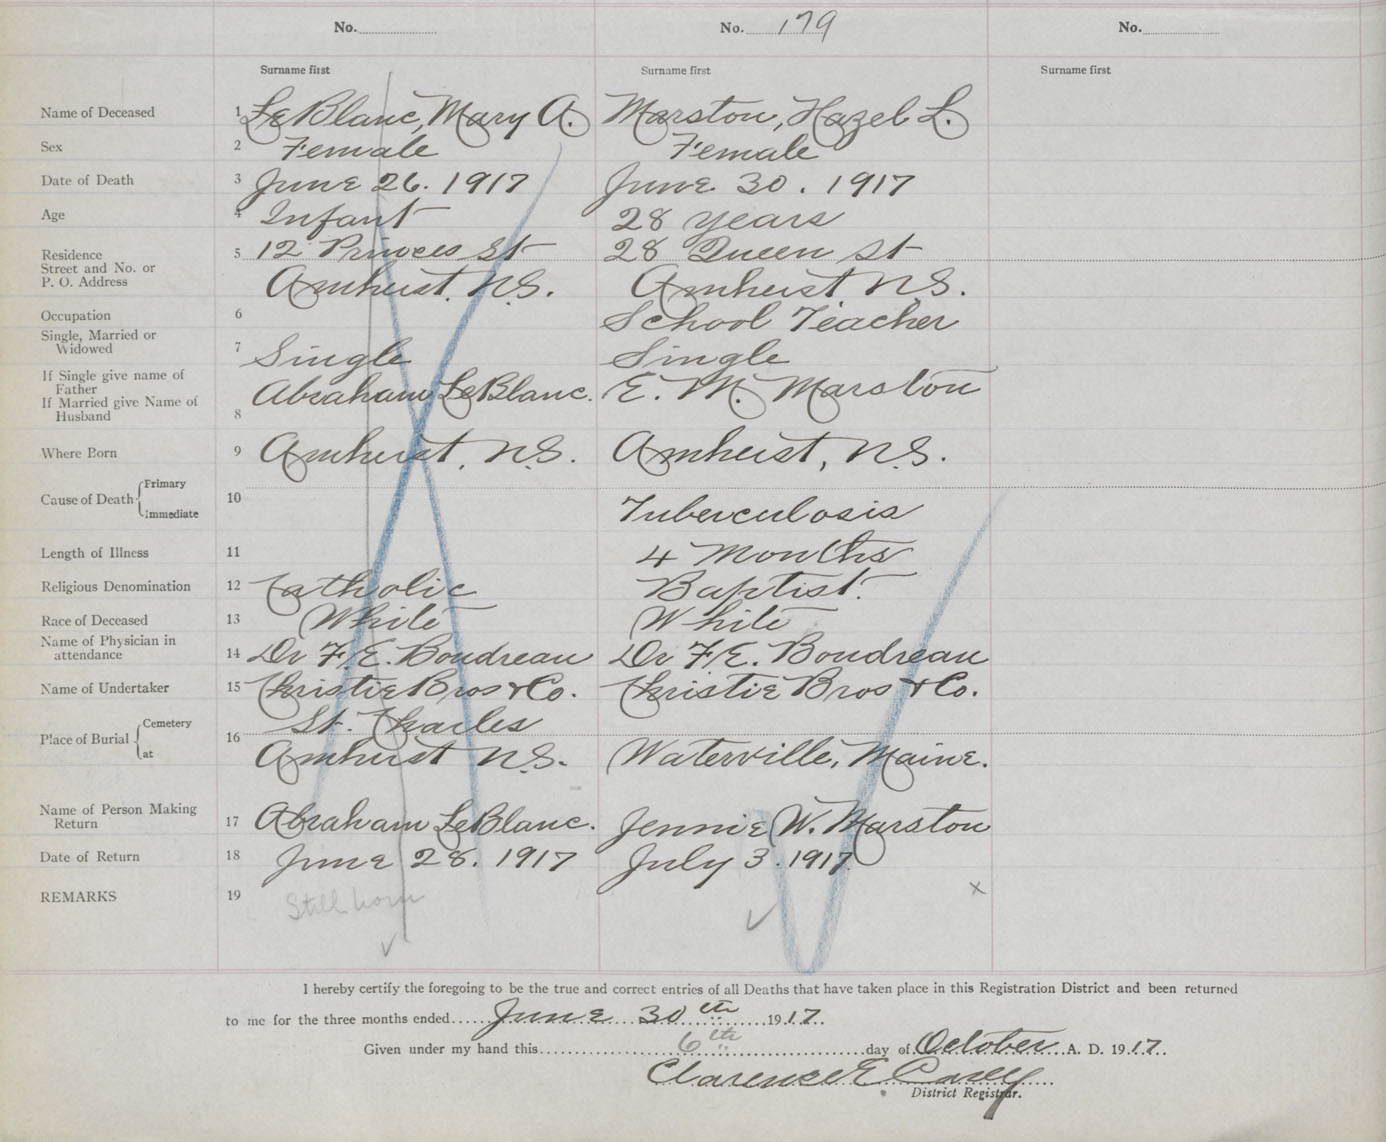 No. No. 179 No.
Surname first Surname first Surname first
Name of Deceased 1 LeBlanc, Mary A. Marston, Hazel L.
Sex 2 Female Female
Date of Death 3 June 26. 1917 June 30. 1917
Age 4 Infant 28 years
Residence 5 12 Princes St 28 Queen St
Street and No. or
P. O. Address Amherst. N.S. Amherst N.S.
Occupation 6 School Teacher
Single, Married or
Widowed 7 Single Single
If Single give name of
Father Abraham LeBlanc. E. M. Marston
If Married give Name of
Husband 8
Where Born 9 Amherst, N.S. Amherst, N.S.
Cause of Death Primary
10 Tuberculosis
Immediate
Length of Illness 11 4 Months
Religious Denomination 12 Catholic Baptist.
Race of Deceased 13 White White
Name of Physician in
attendance 14 Dr F.E. Boudreau Dr F.E. Boudreau
Name of Undertaker 15 Christie Bros & Co. Christie Bros & Co.
Place of Burial Cemetery St. Charles
16
at Amherst N.S. Waterville, Maine.
Name of Person Making
Return 17 Abraham LeBlanc. Jennie W. Marston
Date of Return 18 June 28. 1917 July 3. 1917
REMARKS 19 Still born x
I hereby certify the foregoing to be the true and correct entries of all Deaths that have taken place in this Registration District and been returned
to me for the three months ended June 30th 1917.
Given under my hand this 6th day of October A. D. 1917.
Clarence E. Casey
District Registrar.